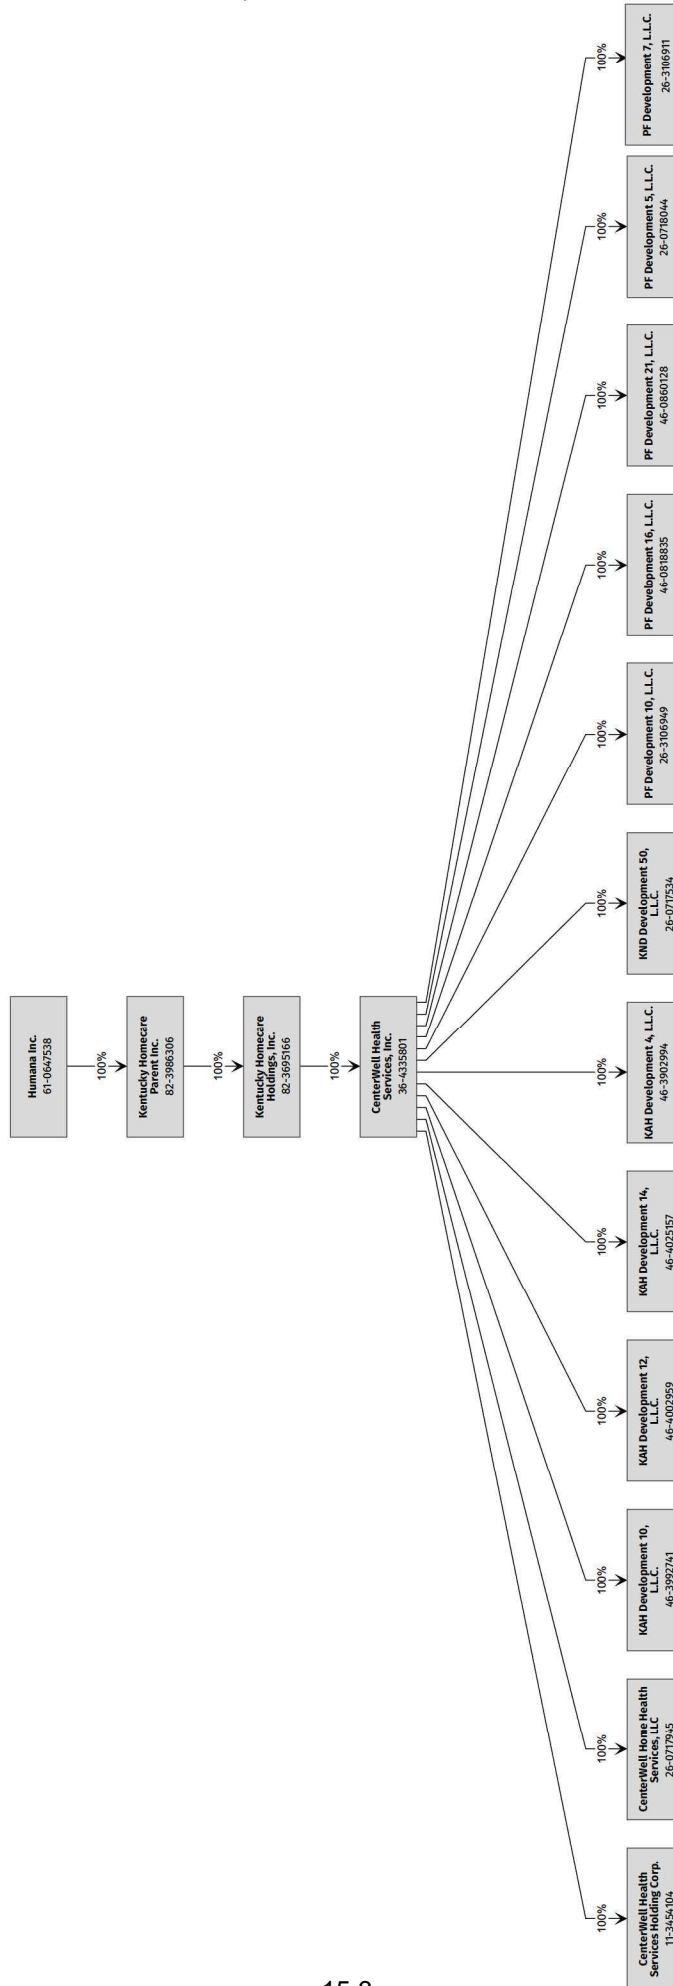 Humana Inc.
61-0647538
100%
Kentucky Homecare
Parent Inc.
82-3986306
100%
Kentucky Homecare
Holdings, Inc.
82-3695166
100%
CenterWell Health
Services, Inc.
36-4335801
100%
CenterWell Health
Services Holding Corp.
11-3454104
100%
CenterWell Home Health
Services, LLC
26-0717945
100%
KAH Development 10,
L.L.C.
46-3992741
100%
KAH Development 12,
L.L.C.
46-4002959
100%
KAH Development 14,
L.L.C.
46-4025157
100%
KAH Development 4, L.L.C.
46-3902994
100%
KND Development 50,
L.L.C.
26-0717534
100%
PF Development 10, L.L.C.
26-3106949
100%
PF Development 16, L.L.C.
46-0818835
100%
PF Development 21, L.L.C.
46-0860128
100%
PF Development 5, L.L.C.
26-0718044
100%
PF Development 7, L.L.C.
26-3106911